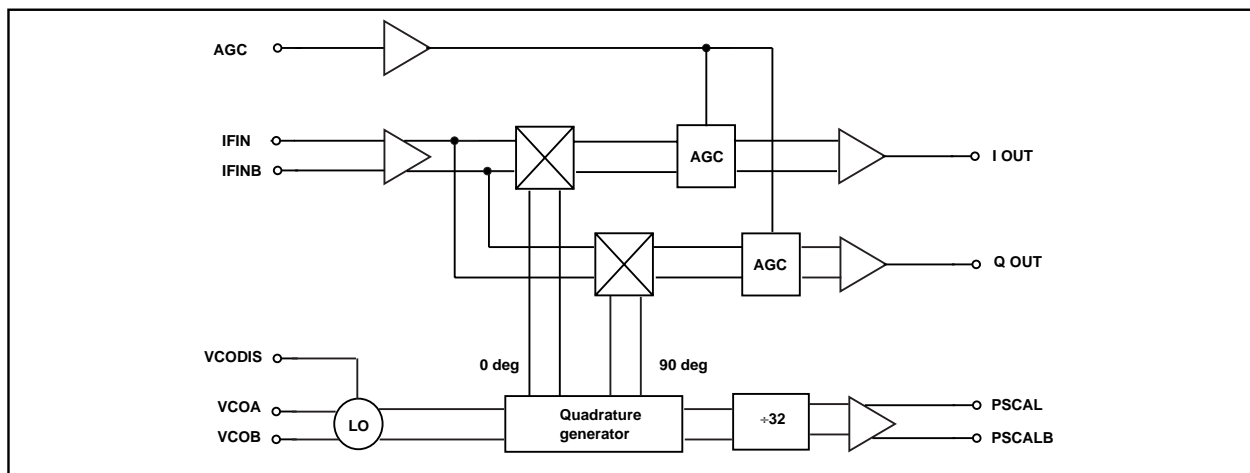 AGC
IFIN
IFINB
AGC
I OUT
AGC
Q OUT
VCODIS
0 deg
90 deg
VCOA
VCOB
LO
Quadrature
generator
÷32
PSCAL
PSCALB